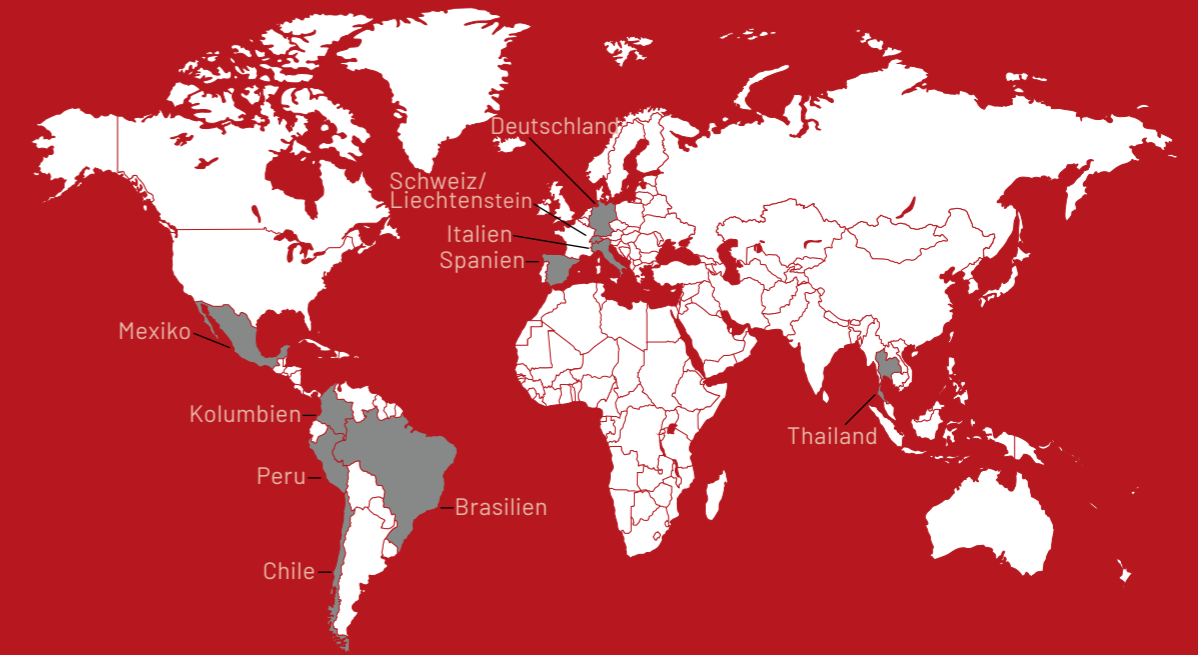 Deutschland
Schweiz/
Liechtenstein
Italien
Spanien
Mexiko
Kolumbien
Thailand
Peru
Brasilien
Chile